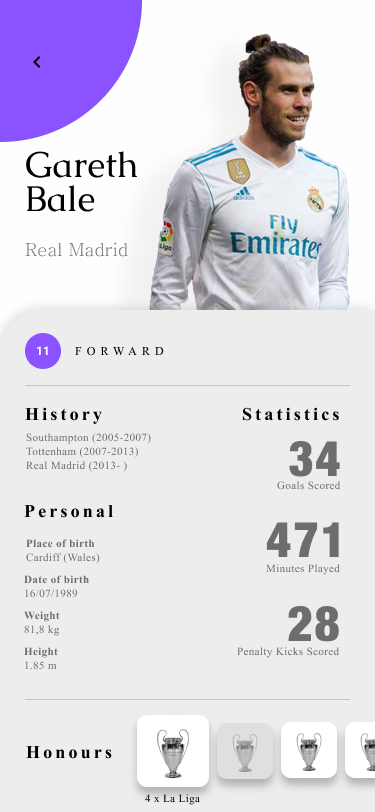 Gareth
Bale
Real Madrid
adidas
Fly
Emirates
LaLiga
11
FORWARD
History
Southampton (2005-2007)
Tottenham (2007-2013)
Real Madrid (2013- )
Personal
Place of birth
Cardiff (Wales)
Date of birth
16/07/1989
Weight
81,8 kg
Height
1.85 m
Statistics
34
Goals Scored
471
Minutes Played
28
Penalty Kicks Scored
Honours
4 x La Liga